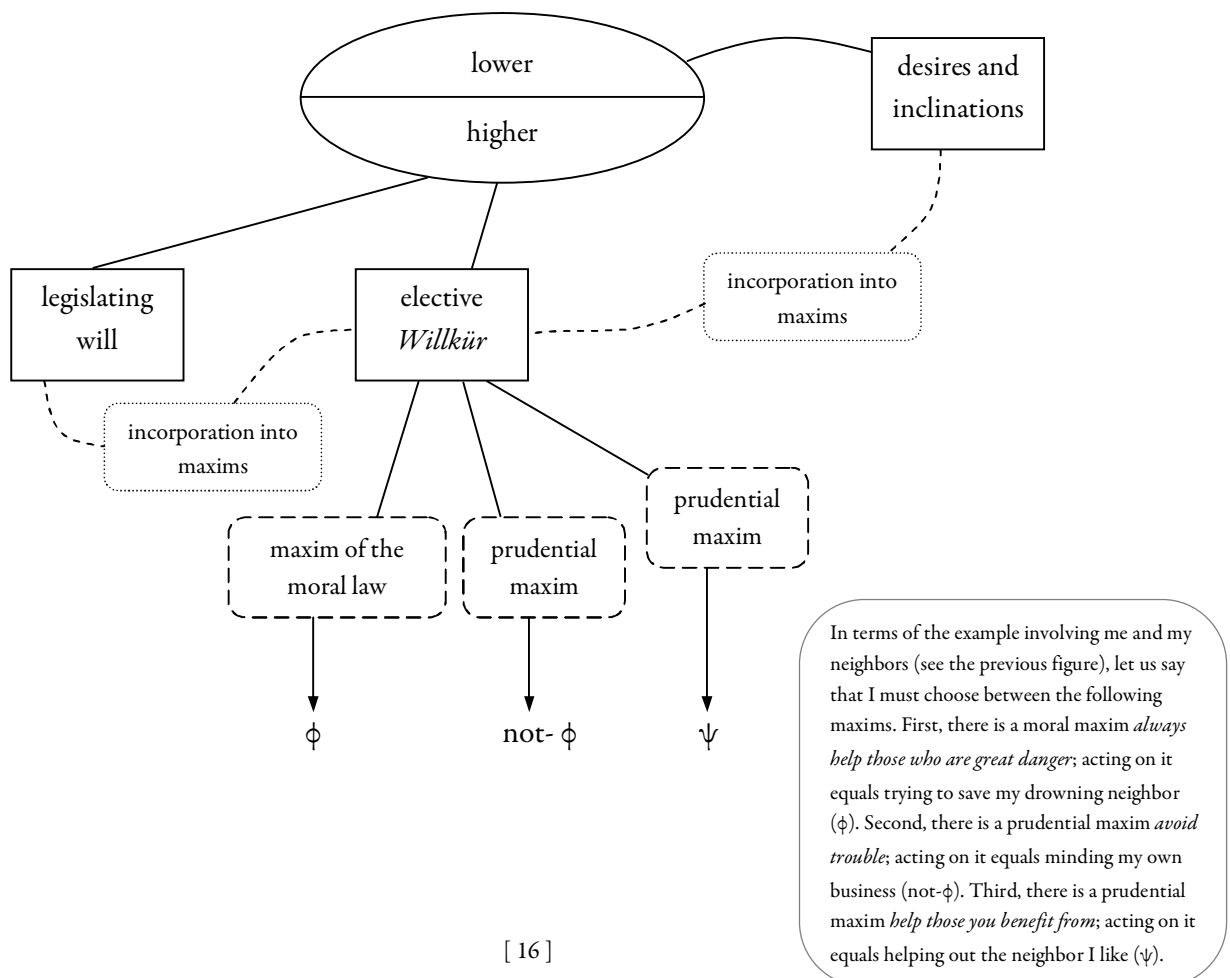 lower
higher
desires and
inclinations
legislating
will
elective
Willkür
incorporation into
maxims
incorporation into
maxims
prudential
maxim
maxim of the
moral law
prudential
maxim
ϕ
not- ϕ
ψ
In terms of the example involving me and my
neighbors (see the previous figure), let us say
that I must choose between the following
maxims. First, there is a moral maxim always
help those who are great danger; acting on it
equals trying to save my drowning neighbor
(ϕ). Second, there is a prudential maxim avoid
trouble; acting on it equals minding my own
business (not-ϕ). Third, there is a prudential
maxim help those you benefit from; acting on it
equals helping out the neighbor I like (ψ).
[ 16 ]